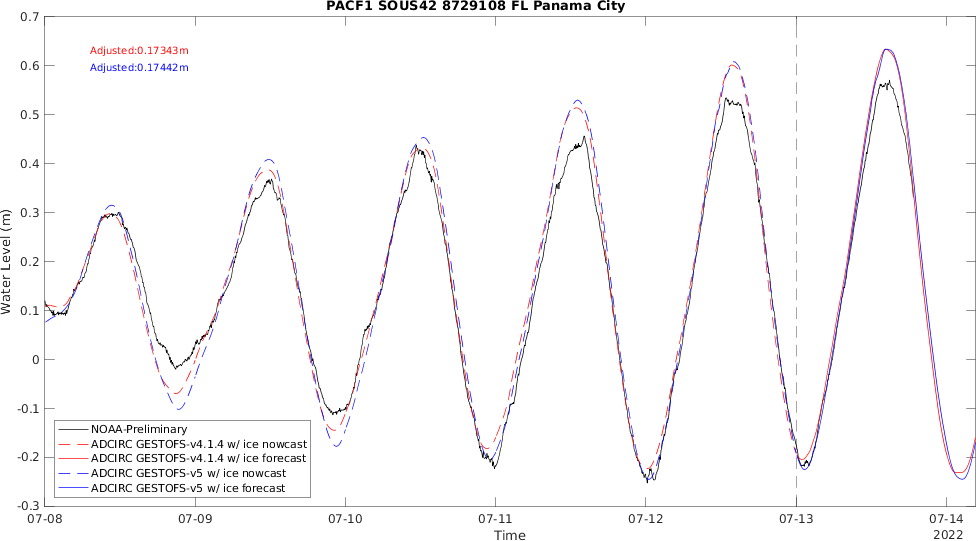 PACF1 SOUS42 8729108 FL Panama City
Adjusted:0.17343m
Adjusted:0.17442m
Water Level (m)
0.7
0.6
0.5
0.4
0.3
0.2
0.1
0
-0.1
-0.2
-0.3
NOAA-Preliminary
ADCIRC GESTOFS-v4.1.4 w/ ice nowcast
ADCIRC GESTOFS-v4.1.4 w/ ice forecast
ADCIRC GESTOFS-v5 w/ ice nowcast
ADCIRC GESTOFS-v5 w/ ice forecast
07-08 07-09 07-10 07-11 07-12 07-13 07-14
Time
2022